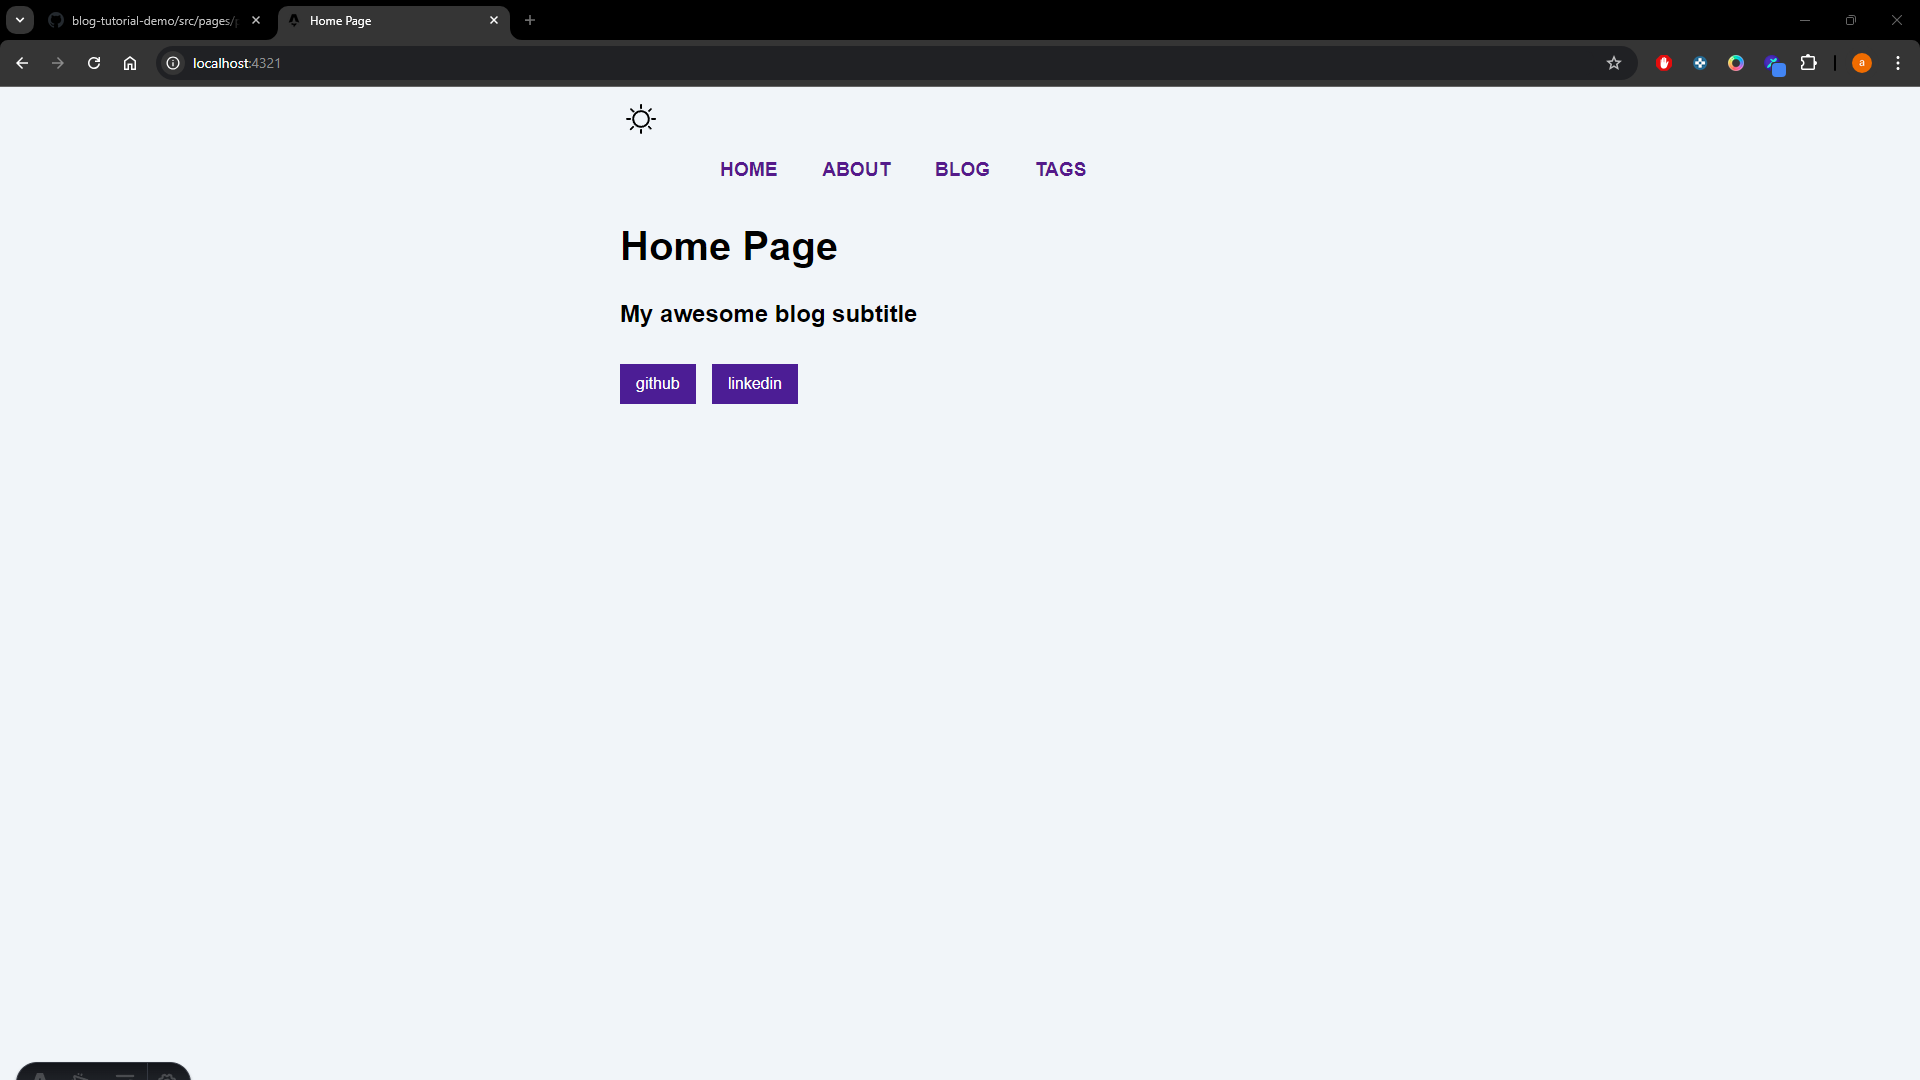 blog-tutorial-demo/src/pages/
Home Page
localhost:4321
a
HOME ABOUT BLOG TAGS
Home Page
My awesome blog subtitle
github linkedin